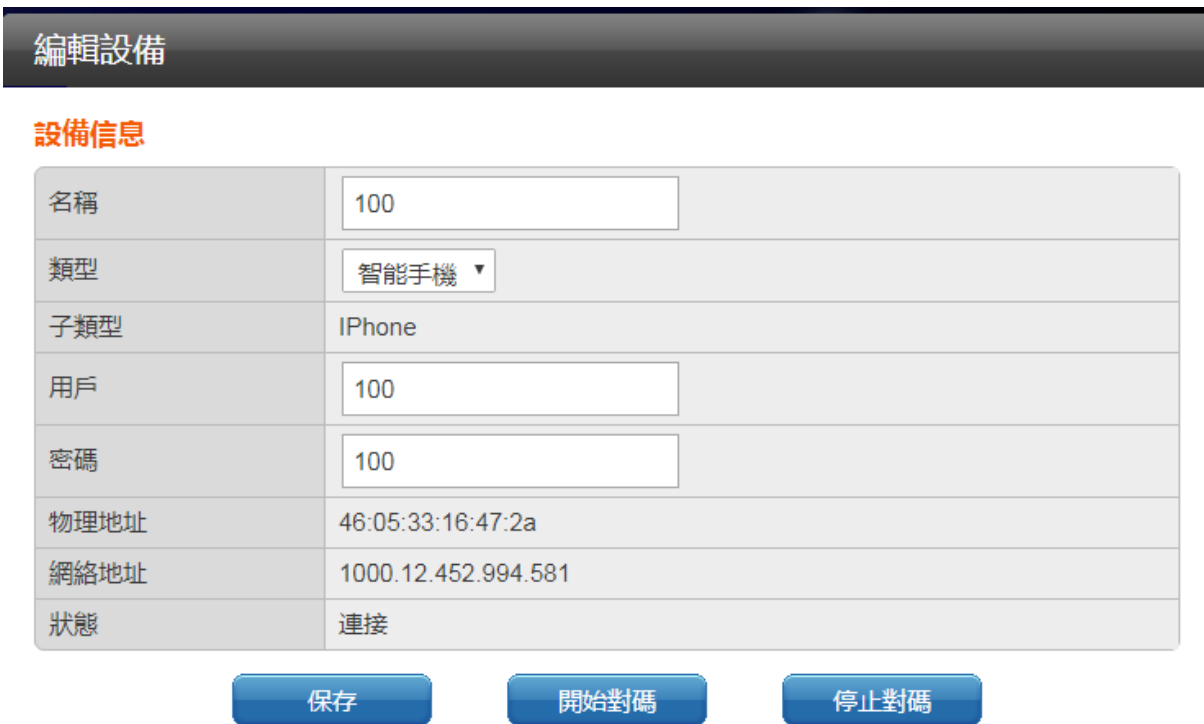 編輯設備
設備信息
名稱 100
類型 智能手機
子類型 IPhone
用戶 100
密碼 100
物理地址 46:05:33:16:47:2a
網絡地址 1000.12.452.994.581
狀態 連接
保存 開始對碼 停止對碼